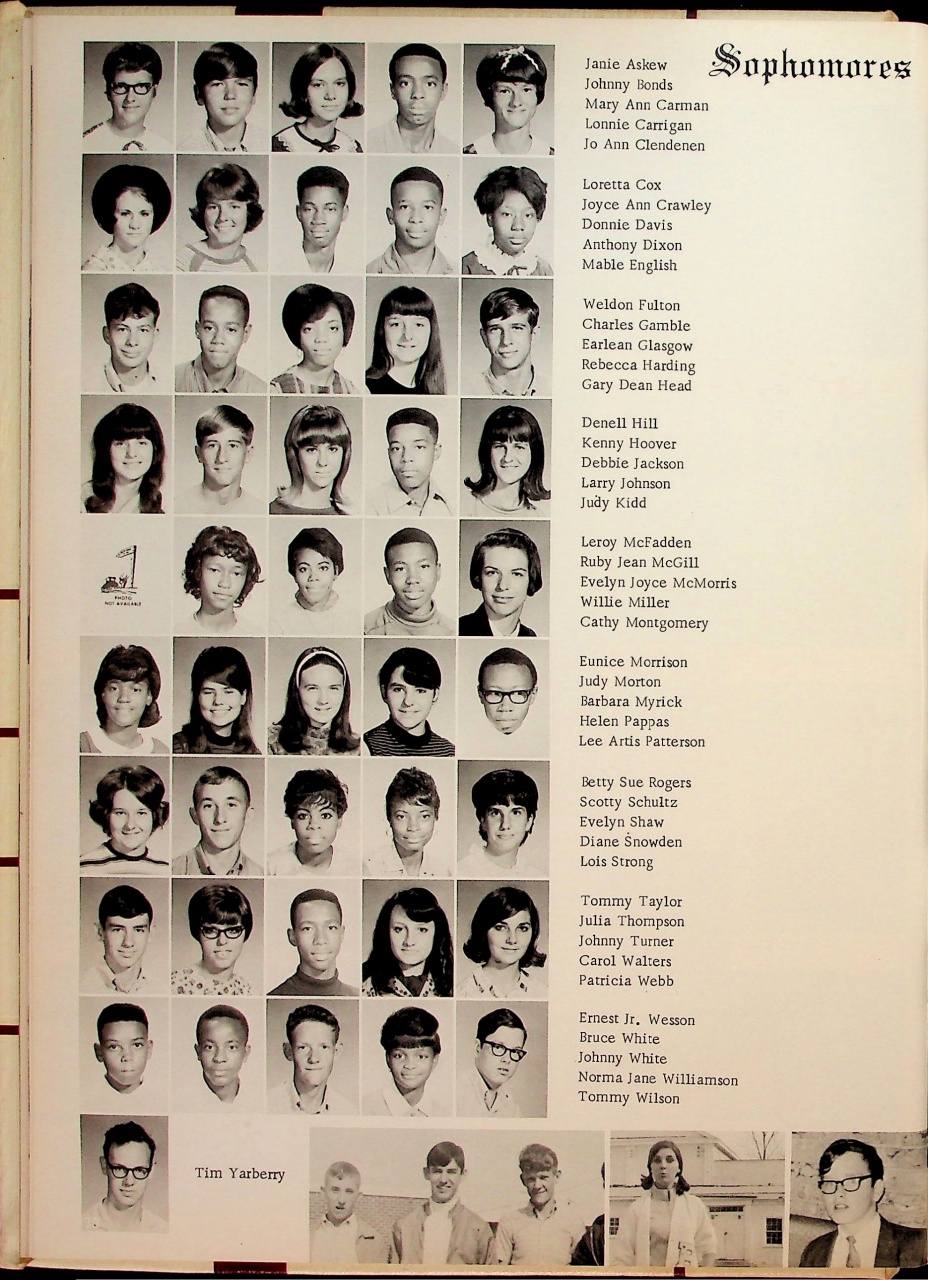 Sophomores
Janie Askew
Johnny Bonds
Mary Ann Carman
Lonnie Carrigan
Jo Ann Clendenen
Loretta Cox
Joyce Ann Crawley
Donnie Davis
Anthony Dixon
Mable English
Weldon Fulton
Charles Gamble
Earlean Glasgow
Rebecca Harding
Gary Dean Head
Denell Hill
Kenny Hoover
Debbie Jackson
Larry Johnson
Judy Kidd
PHOTO
NOT AVAILABLE
Leroy McFadden
Ruby Jean McGill
Evelyn Joyce McMorris
Willie Miller
Cathy Montgomery
Eunice Morrison
Judy Morton
Barbara Myrick
Helen Pappas
Lee Artis Patterson
Betty Sue Rogers
Scotty Schultz
Evelyn Shaw
Diane Snowden
Lois Strong
Tommy Taylor
Julia Thompson
Johnny Turner
Carol Walters
Patricia Webb
Ernest Jr. Wesson
Bruce White
Johnny White
Norma Jane Williamson
Tommy Wilson
Tim Yarberry